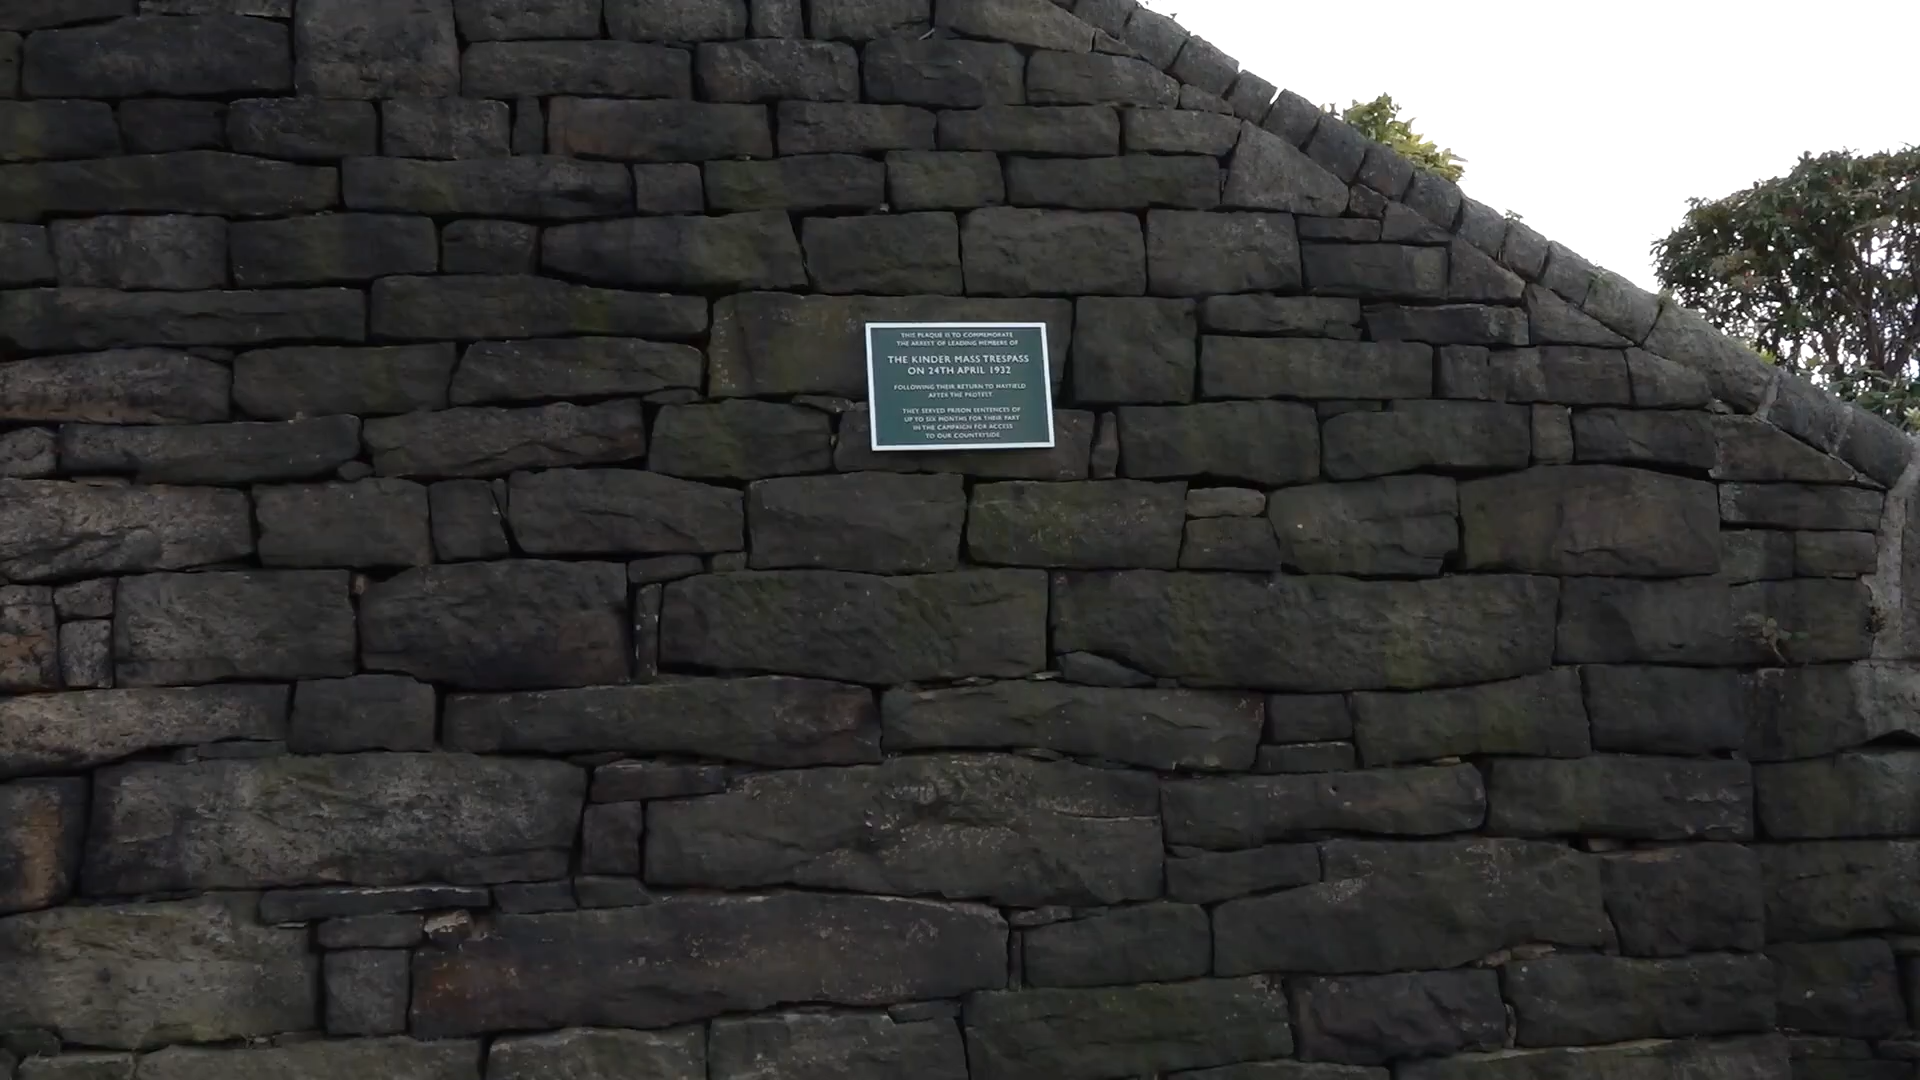 THIS PLAQUE IS TO COMMEMORATE
THE ARREST OF LEADING MEMBERS OF
THE KINDER MASS TRESPASS
ON 24TH APRIL 1932
FOLLOWING THEIR RETURN TO HAYFIELD
AFTER THE PROTEST.
THEY SERVED PRISON SENTENCES OF
UP TO SIX MONTHS FOR THEIR PART
IN THE CAMPAIGN FOR ACCESS
TO OUR COUNTRYSIDE